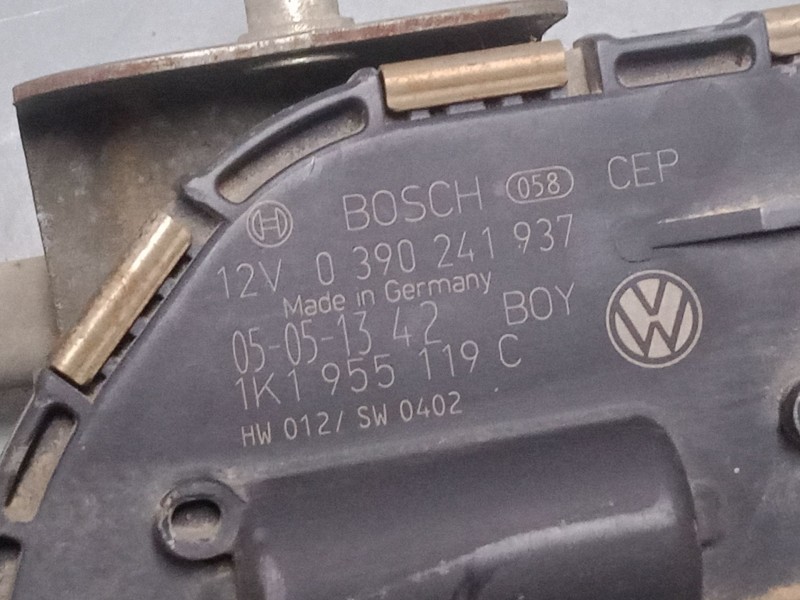 BOSCH 058 CEP
12V 0 390 241 937
Made in Germany
05-05-13 42 BOY
1K1 955 119 C
HW 012/ SW 0402